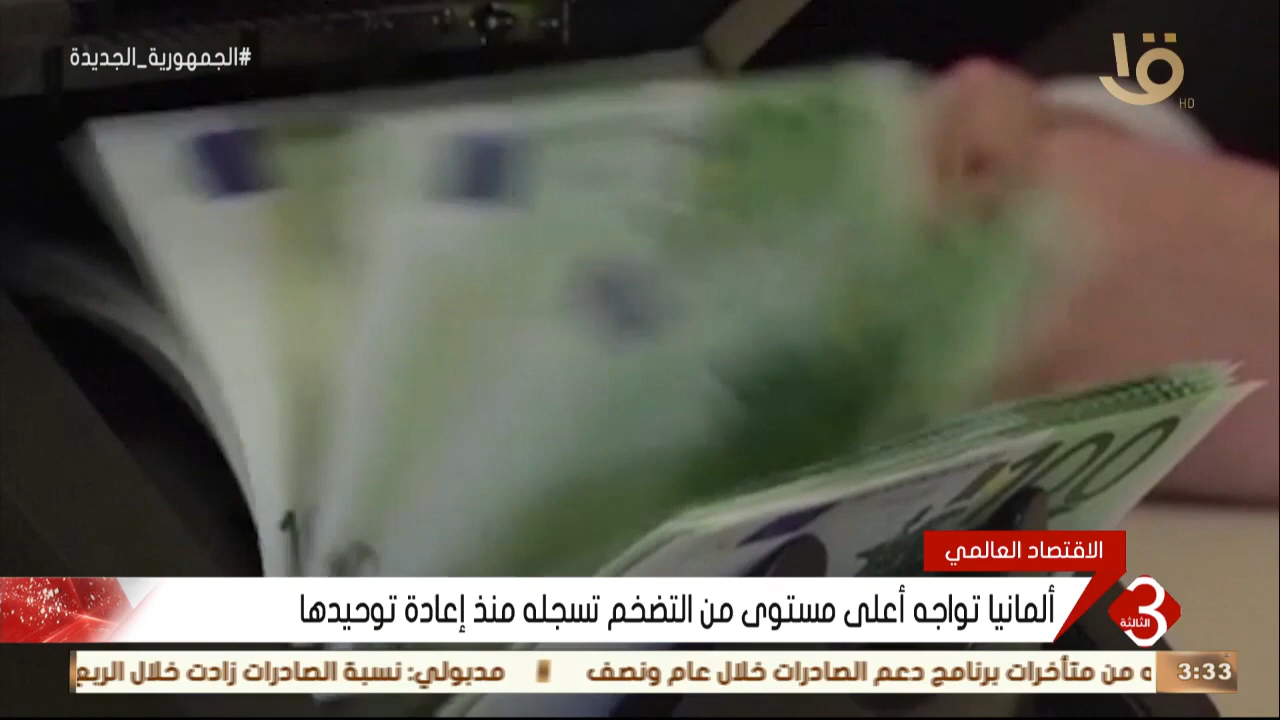 #الجمهورية_الجديدة
HD
100
الاقتصاد العالمي
ألمانيا تواجه أعلى مستوى من التضخم تسجله منذ إعادة توحيدها
3
الثالثة
3:33
من متأخرات برنامج دعم الصادرات خلال عام ونصف
مدبولي: نسبة الصادرات زادت خلال الربع